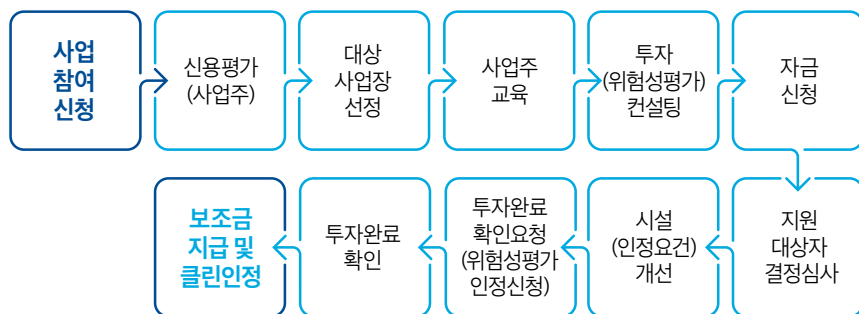 사업
참여
신청
신용평가
(사업주)
대상
사업장
선정
사업주
교육
투자
(위험성평가)
컨설팅
자금
신청
지원
대상자
결정심사
시설
(인정요건)
개선
투자완료
확인요청
(위험성평가
인정신청)
투자완료
확인
보조금
지급 및
클린인정